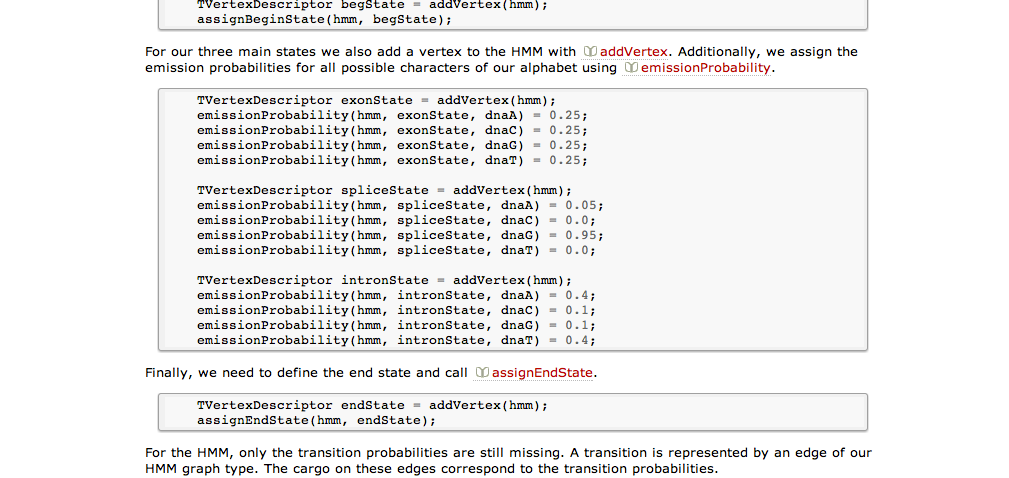 TVertexDescriptor begState = addVertex(hmm);
assignBeginState(hmm, begState);
For our three main states we also add a vertex to the HMM with addVertex. Additionally, we assign the
emission probabilities for all possible characters of our alphabet using emissionProbability.
TVertexDescriptor exonState = addVertex(hmm);
emissionProbability(hmm, exonState, dnaA) = 0.25;
emissionProbability(hmm, exonState, dnaC) = 0.25;
emissionProbability(hmm, exonState, dnaG) = 0.25;
emissionProbability(hmm, exonState, dnaT) = 0.25;
TVertexDescriptor spliceState = addVertex(hmm);
emissionProbability(hmm, spliceState, dnaA) = 0.05;
emissionProbability(hmm, spliceState, dnaC) = 0.0;
emissionProbability(hmm, spliceState, dnaG) = 0.95;
emissionProbability(hmm, spliceState, dnaT) = 0.0;
TVertexDescriptor intronState = addVertex(hmm);
emissionProbability(hmm, intronState, dnaA) = 0.4;
emissionProbability(hmm, intronState, dnaC) = 0.1;
emissionProbability(hmm, intronState, dnaG) = 0.1;
emissionProbability(hmm, intronState, dnaT) = 0.4;
Finally, we need to define the end state and call assignEndState.
TVertexDescriptor endState = addVertex(hmm);
assignEndState(hmm, endState);
For the HMM, only the transition probabilities are still missing. A transition is represented by an edge of our
HMM graph type. The cargo on these edges correspond to the transition probabilities.